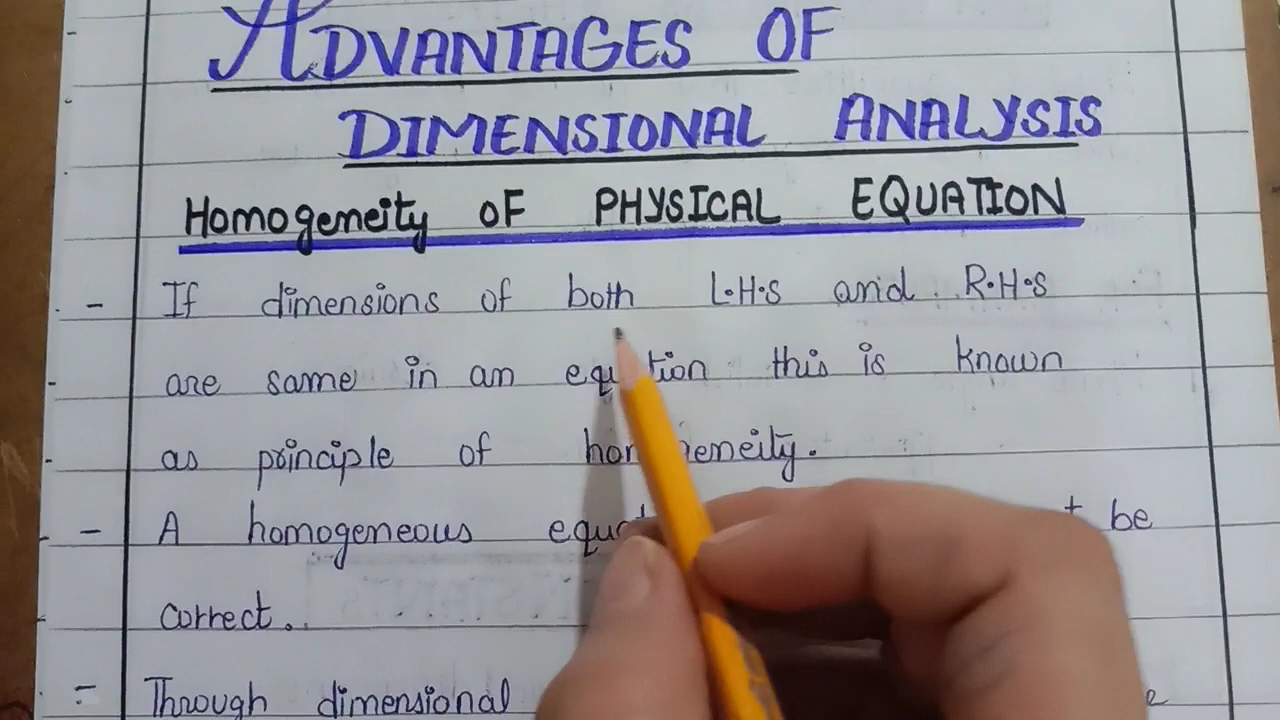 ADVANTAGES OF
DIMENSIONAL ANALYSIS
Homogeneity OF PHYSICAL EQUATION
- If dimensions of both L.H.S and R.H.S
are same in an equation this is known
as principle of homogeneity.
- A homogeneous be
correct.
= Through dimensional